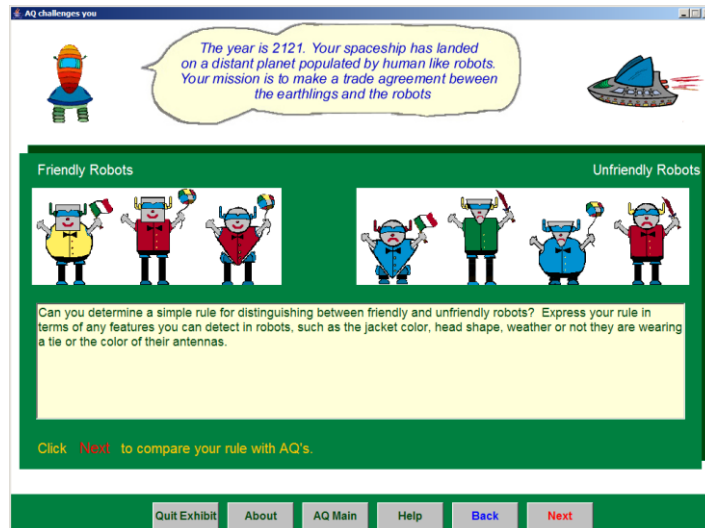 AQ challenges you
The year is 2121. Your spaceship has landed
on a distant planet populated by human like robots.
Your mission is to make a trade agreement beween
the earthlings and the robots
Friendly Robots
Unfriendly Robots
Can you determine a simple rule for distinguishing between friendly and unfriendly robots? Express your rule in
terms of any features you can detect in robots, such as the jacket color, head shape, weather or not they are wearing
a tie or the color of their antennas.
Click Next to compare your rule with AQ's.
Quit Exhibit About AQ Main Help Back Next